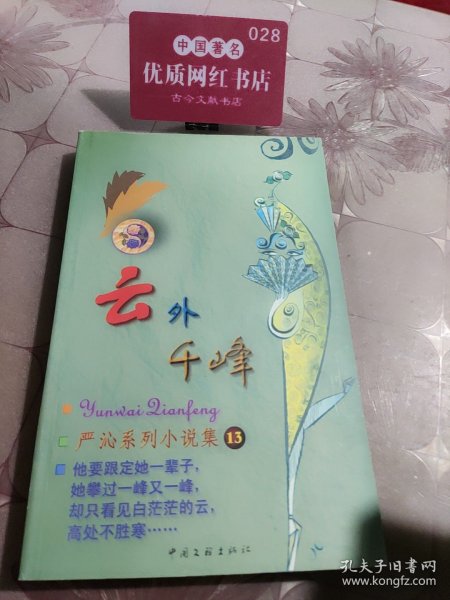 028
中国著名
优质网红书店
古今文献书店
云外
千峰
Yunwai Qianfeng
严沁系列小说集 13
他要跟定她一辈子，
她攀过一峰又一峰，
却只看见白茫茫的云，
高处不胜寒……
中国文联出版社
孔夫子旧书网
www.kongfz.com